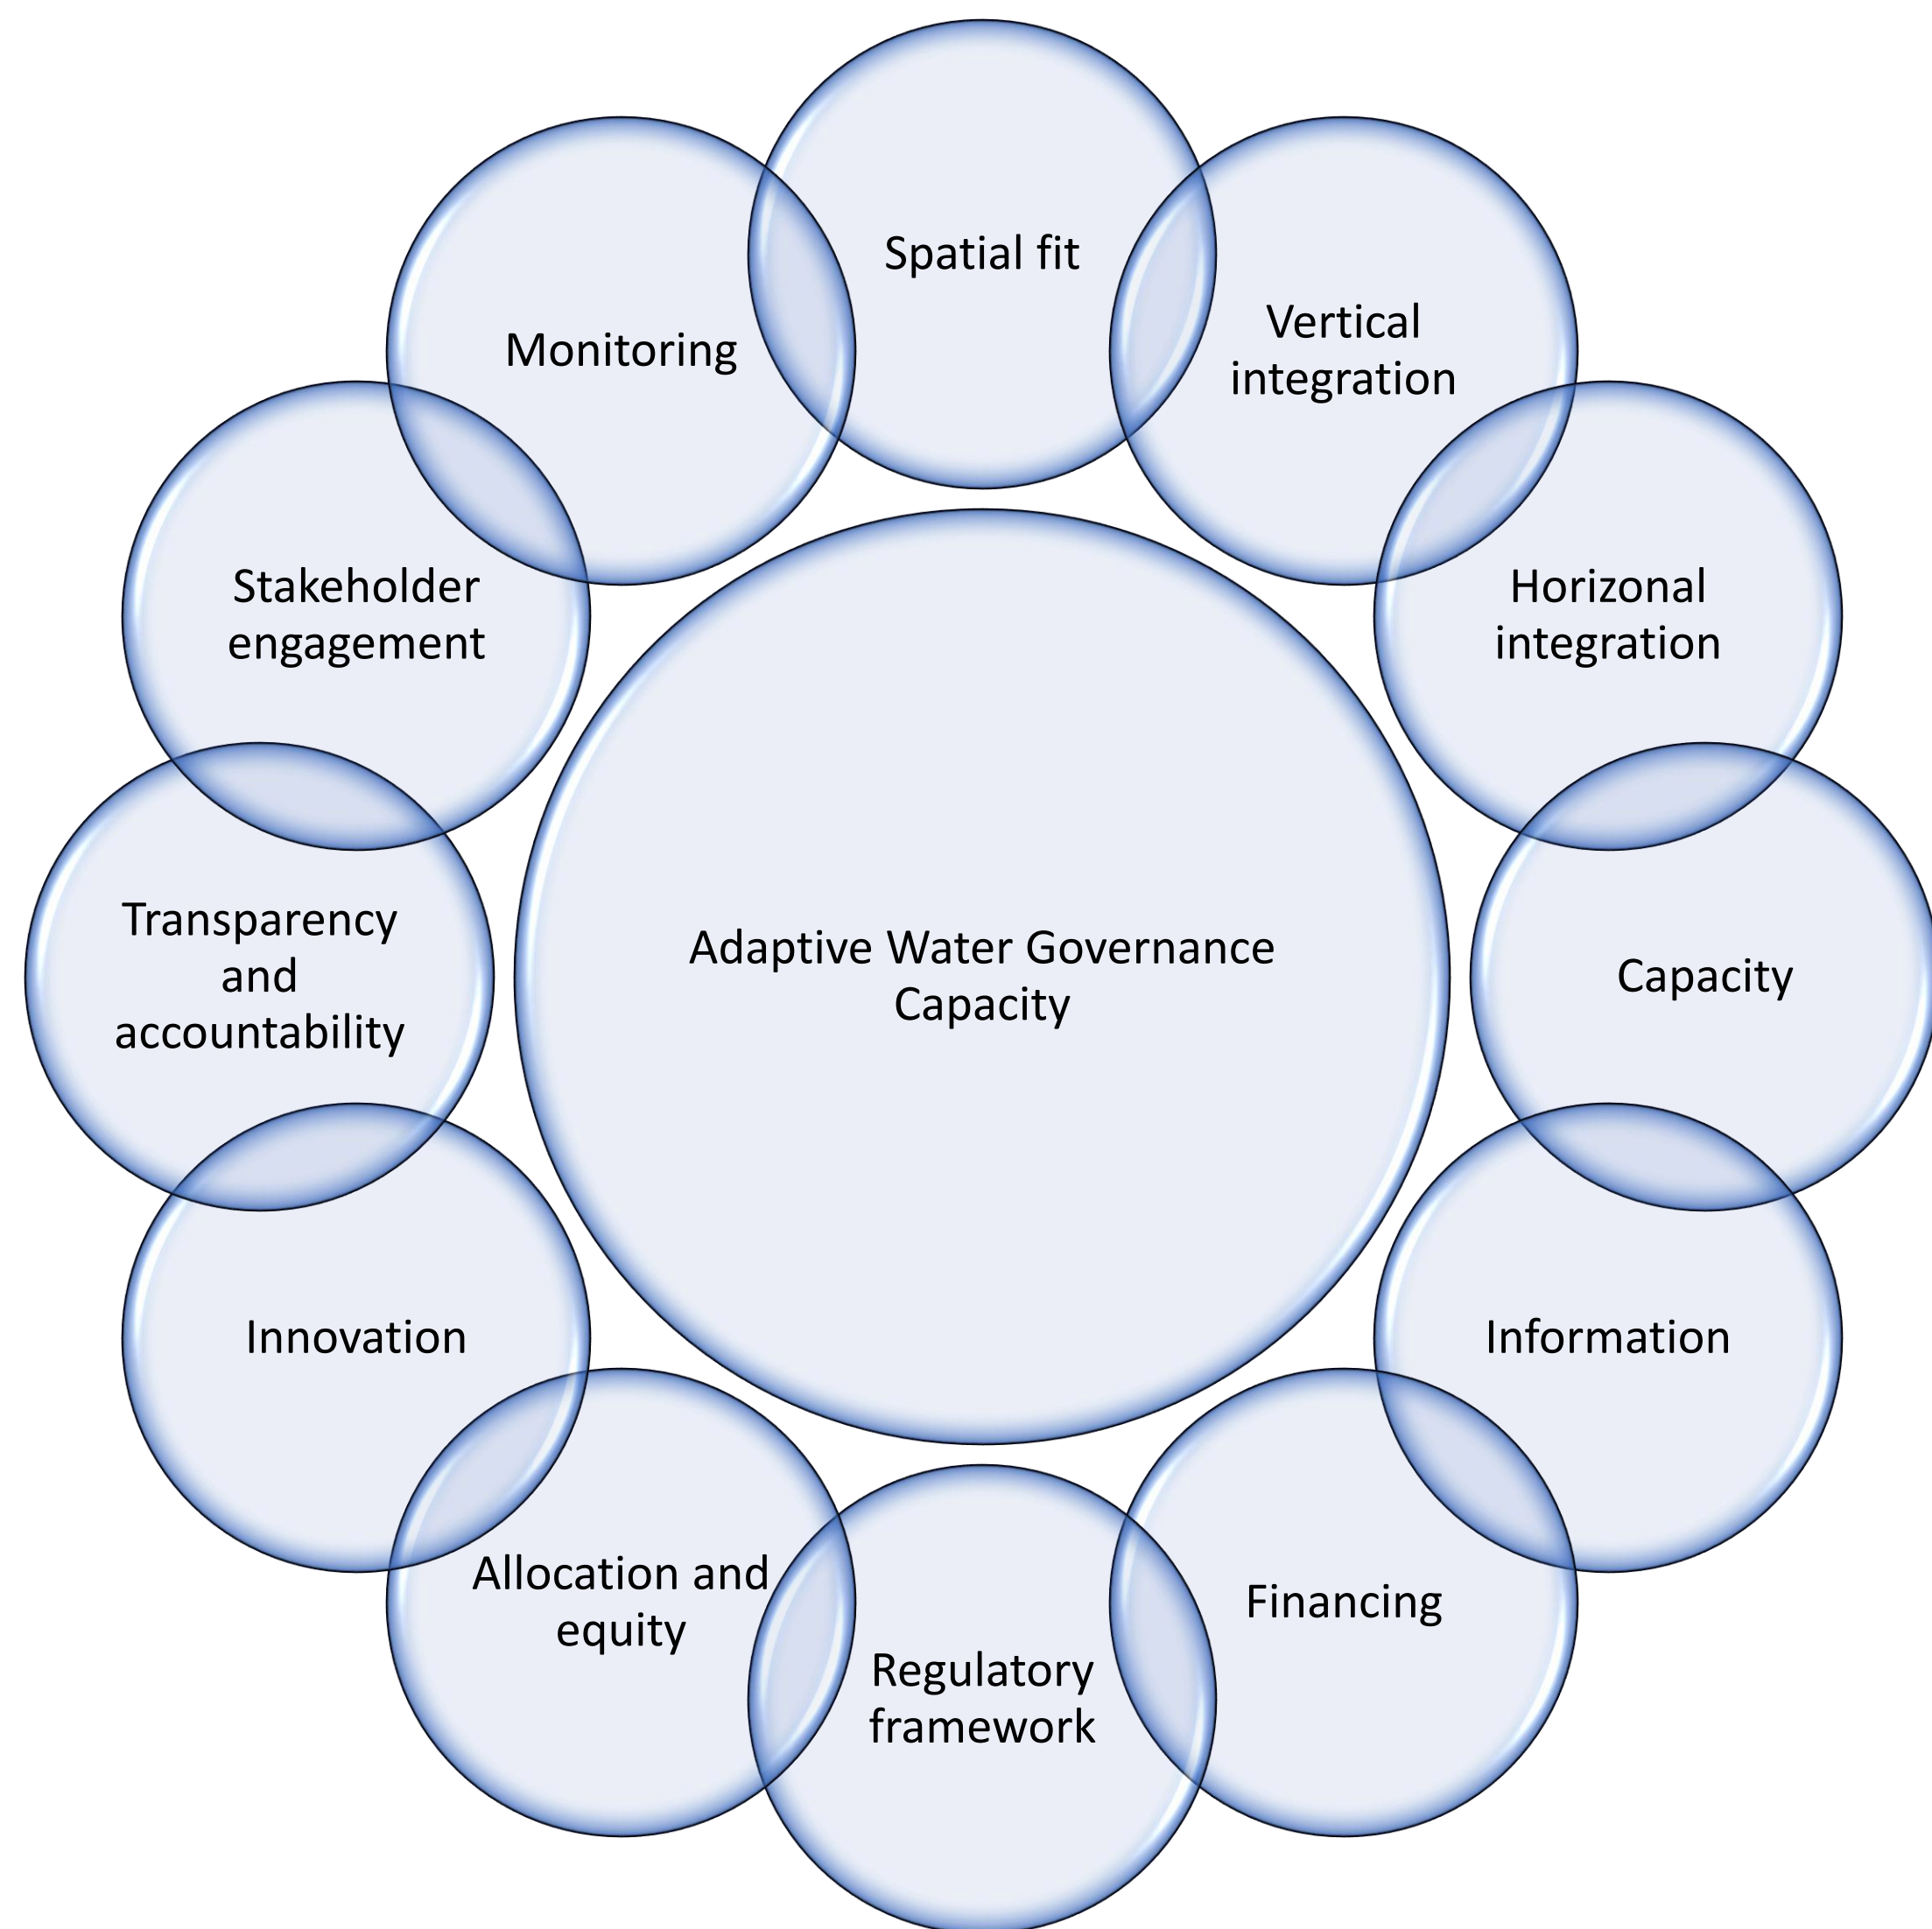 Spatial fit
Vertical
integration
Horizonal
integration
Capacity
Information
Financing
Regulatory
framework
Allocation and
equity
Innovation
Transparency
and
accountability
Stakeholder
engagement
Monitoring
Adaptive Water Governance
Capacity